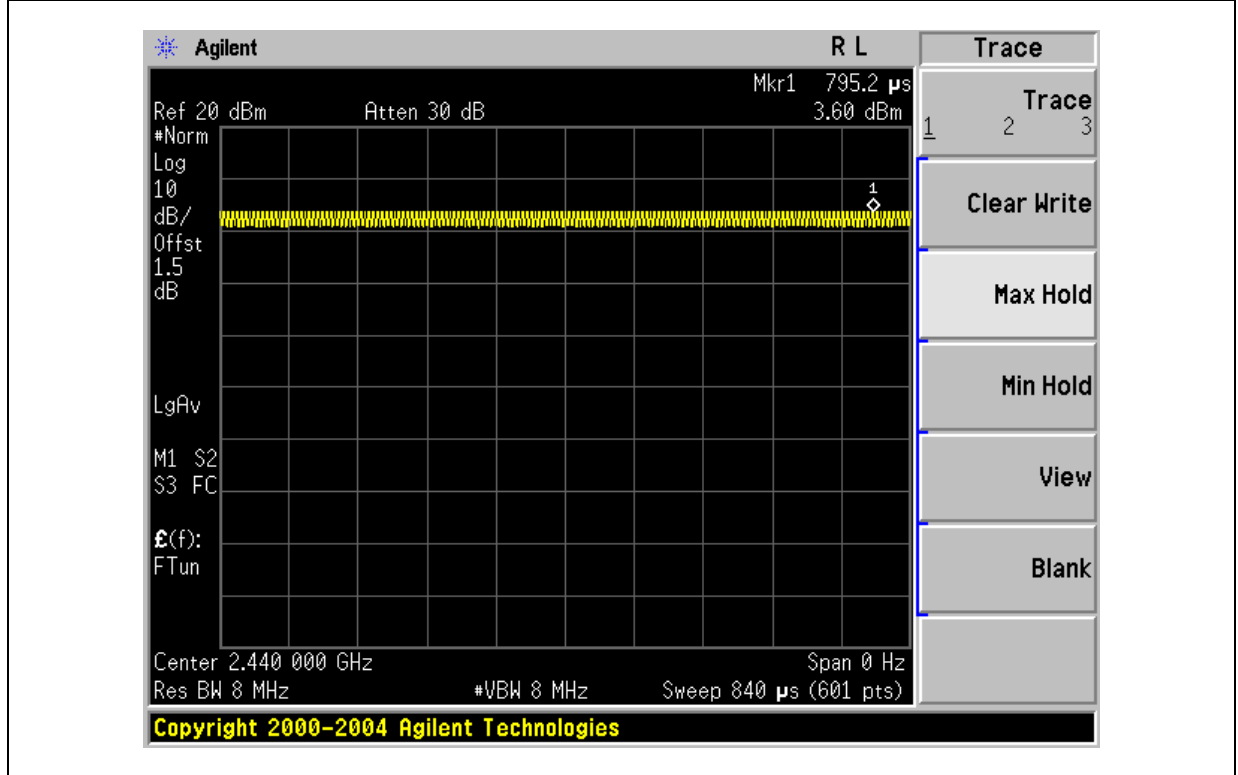 Agilent R L Trace
Mkr1 795.2 µs
Ref 20 dBm Atten 30 dB 3.60 dBm
#Norm
Log
10
dB/
Offst
1.5
dB
LgAv
M1 S2
S3 FC
£(f):
FTun
1
Center 2.440 000 GHz Span 0 Hz
Res BW 8 MHz #VBW 8 MHz Sweep 840 µs (601 pts)
Copyright 2000-2004 Agilent Technologies
Trace
1 2 3
Clear Write
Max Hold
Min Hold
View
Blank